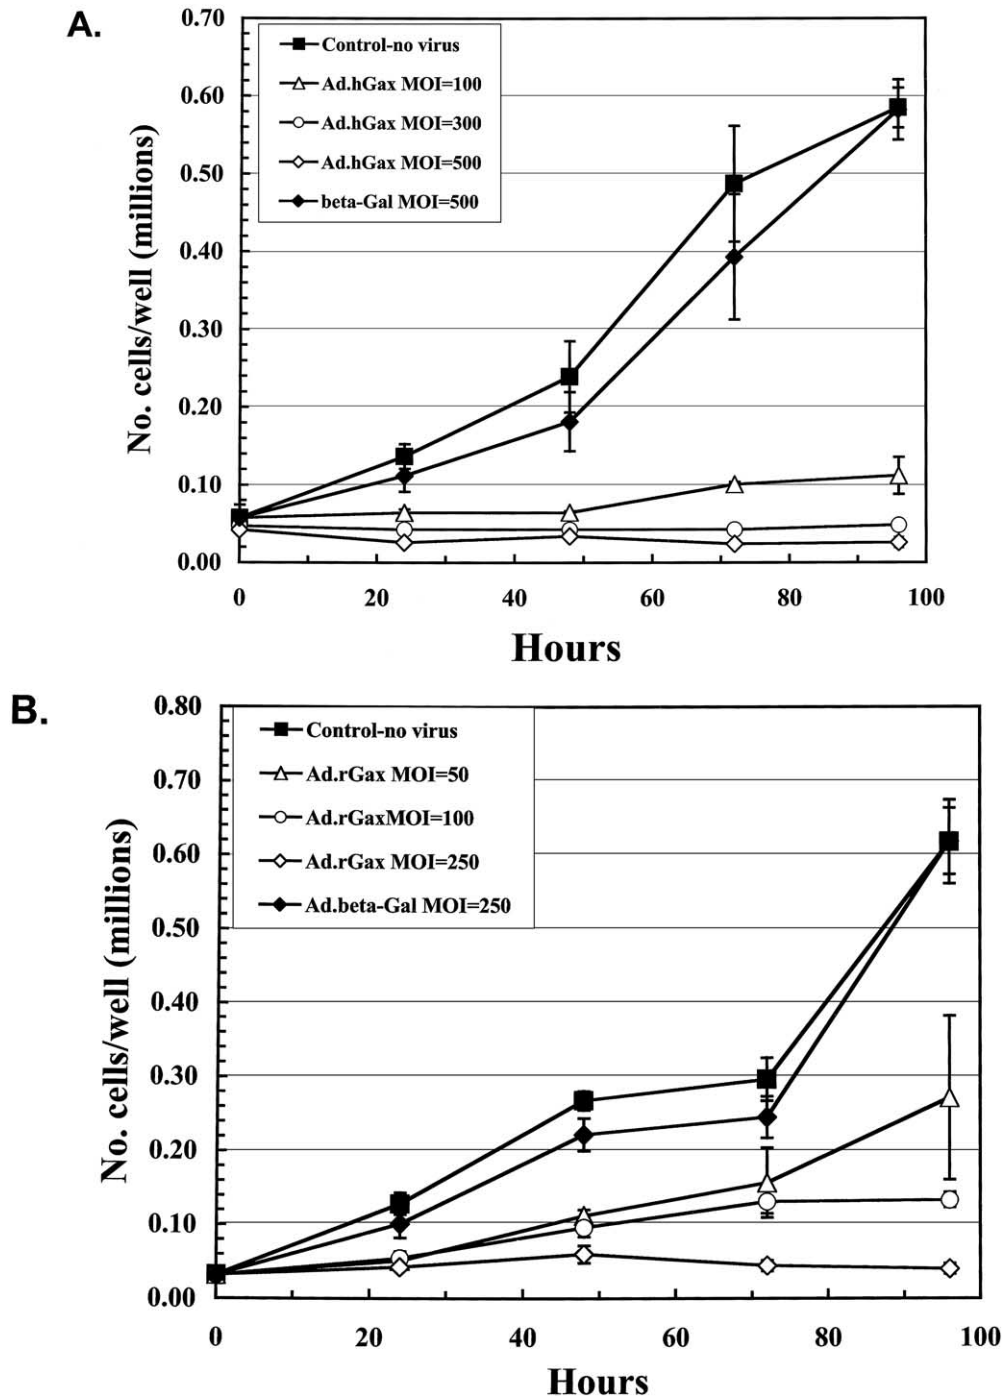 A.
No. cells/well (millions)
0.70
0.60
0.50
0.40
0.30
0.20
0.10
0.00
Control-no virus
Ad.hGax MOI=100
Ad.hGax MOI=300
Ad.hGax MOI=500
beta-Gal MOI=500
0 20 40 60 80 100
Hours
B.
No. cells/well (millions)
0.80
0.70
0.60
0.50
0.40
0.30
0.20
0.10
0.00
Control-no virus
Ad.rGax MOI=50
Ad.rGaxMOI=100
Ad.rGax MOI=250
Ad.beta-Gal MOI=250
0 20 40 60 80 100
Hours